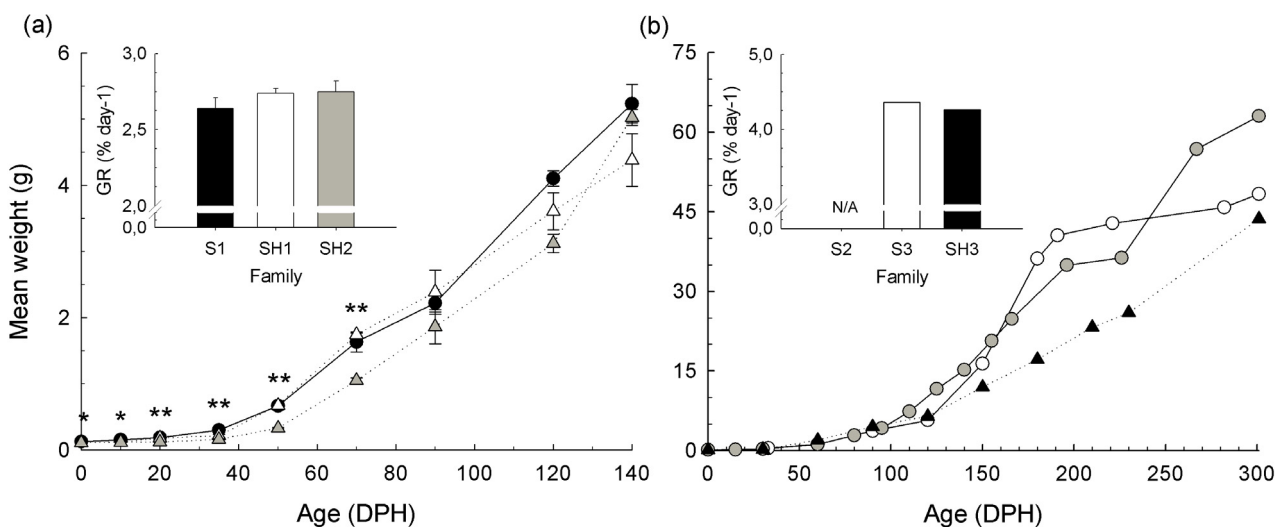 (a)
6
4
2
0
Mean weight (g)
3,0
2,5
2,0
0,0
GR (% day-1)
S1 SH1 SH2
Family
* * ** ** ** **
0 20 40 60 80 100 120 140
Age (DPH)
(b)
75
60
45
30
15
0
5,0
4,0
3,0
0,0
GR (% day-1)
N/A
S2 S3 SH3
Family
0 50 100 150 200 250 300
Age (DPH)